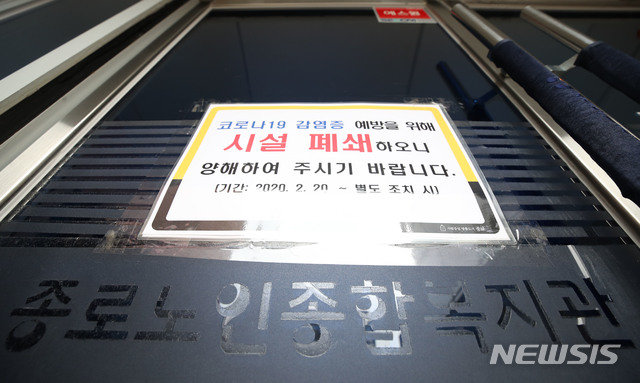 에스원
코로나19 감염증 예방을 위해
시설 폐쇄하오니
양해하여 주시기 바랍니다.
(기간: 2020. 2. 20. ~ 별도 조치 시)
종로노인종합복지관
NEWSIS